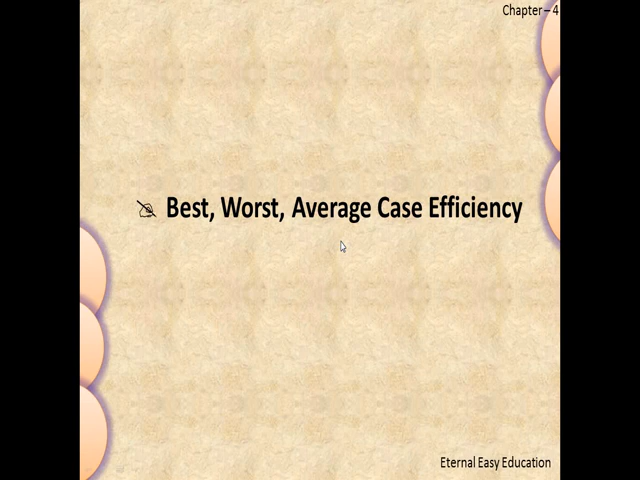 Chapter – 4
Best, Worst, Average Case Efficiency
Eternal Easy Education